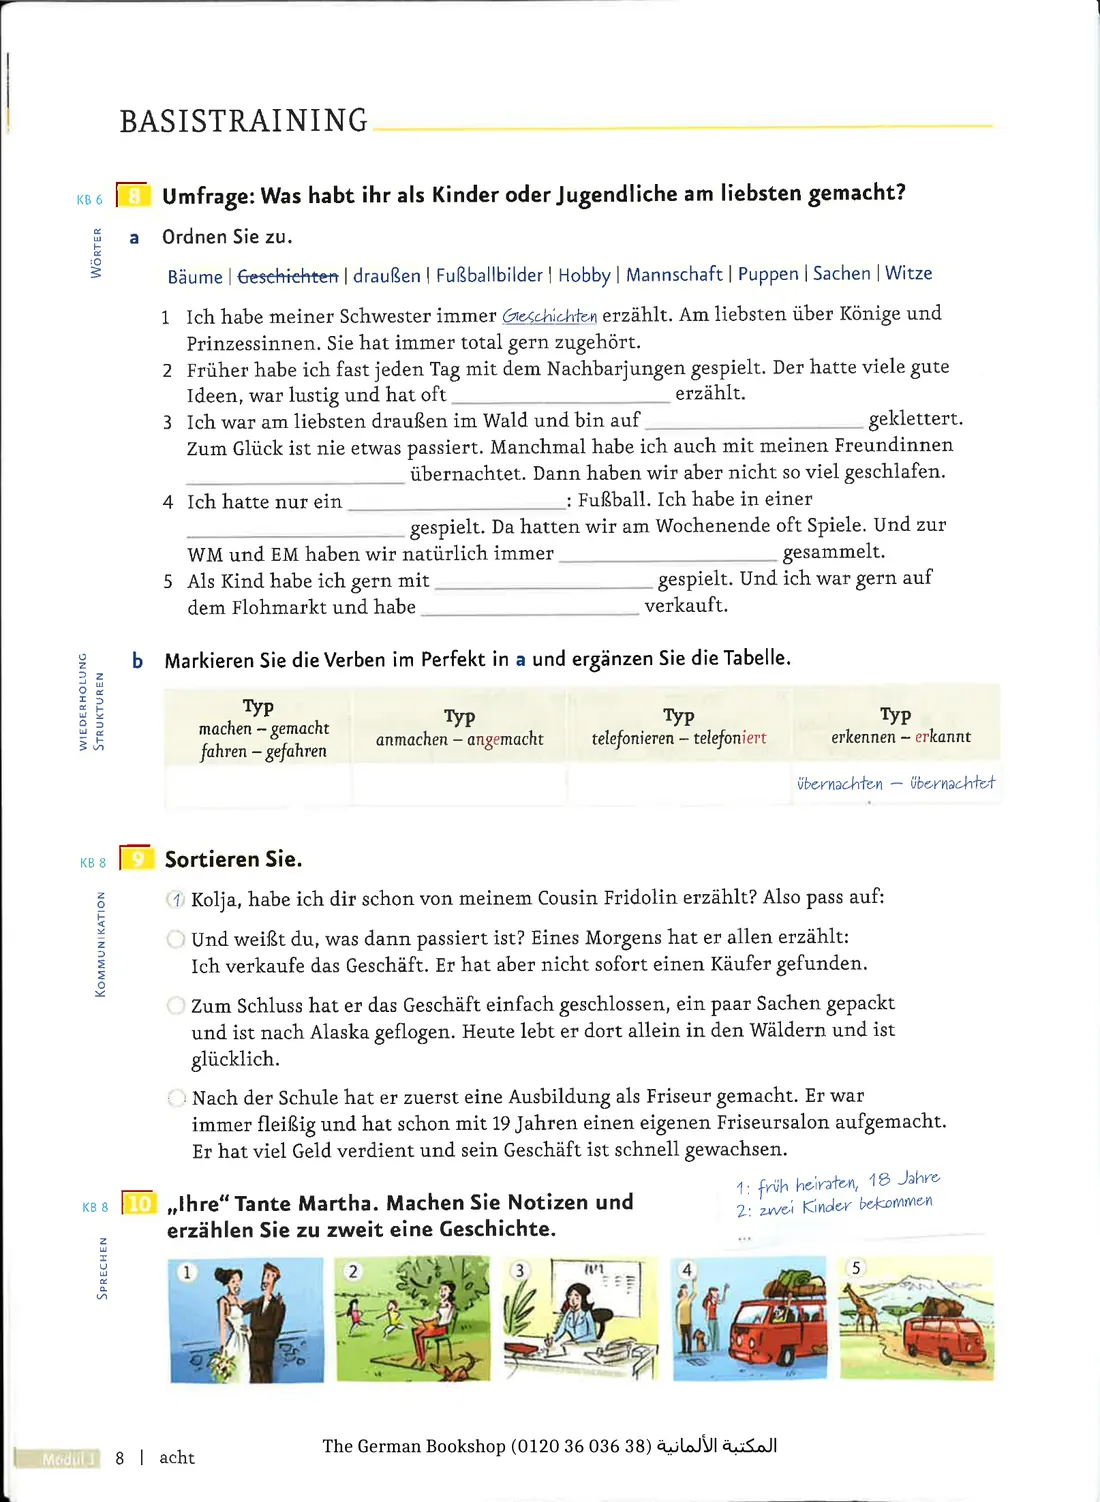 BASISTRAINING
KB 6
8
Umfrage: Was habt ihr als Kinder oder Jugendliche am liebsten gemacht?
WÖRTER
a Ordnen Sie zu.
Bäume | Geschichten | draußen | Fußballbilder | Hobby | Mannschaft | Puppen | Sachen | Witze
1 Ich habe meiner Schwester immer Geschichten erzählt. Am liebsten über Könige und
Prinzessinnen. Sie hat immer total gern zugehört.
2 Früher habe ich fast jeden Tag mit dem Nachbarjungen gespielt. Der hatte viele gute
Ideen, war lustig und hat oft ____________ erzählt.
3 Ich war am liebsten draußen im Wald und bin auf ____________ geklettert.
Zum Glück ist nie etwas passiert. Manchmal habe ich auch mit meinen Freundinnen
____________ übernachtet. Dann haben wir aber nicht so viel geschlafen.
4 Ich hatte nur ein ____________: Fußball. Ich habe in einer
____________ gespielt. Da hatten wir am Wochenende oft Spiele. Und zur
WM und EM haben wir natürlich immer ____________ gesammelt.
5 Als Kind habe ich gern mit ____________ gespielt. Und ich war gern auf
dem Flohmarkt und habe ____________ verkauft.
WIEDERHOLUNG
STRUKTUREN
b Markieren Sie die Verben im Perfekt in a und ergänzen Sie die Tabelle.
Typ
machen – gemacht
fahren – gefahren
Typ
anmachen – angemacht
Typ
telefonieren – telefoniert
Typ
erkennen – erkannt
übernachten – übernachtet
KB 8
9
Sortieren Sie.
KOMMUNIKATION
1 Kolja, habe ich dir schon von meinem Cousin Fridolin erzählt? Also pass auf:
Und weißt du, was dann passiert ist? Eines Morgens hat er allen erzählt:
Ich verkaufe das Geschäft. Er hat aber nicht sofort einen Käufer gefunden.
Zum Schluss hat er das Geschäft einfach geschlossen, ein paar Sachen gepackt
und ist nach Alaska geflogen. Heute lebt er dort allein in den Wäldern und ist
glücklich.
Nach der Schule hat er zuerst eine Ausbildung als Friseur gemacht. Er war
immer fleißig und hat schon mit 19 Jahren einen eigenen Friseursalon aufgemacht.
Er hat viel Geld verdient und sein Geschäft ist schnell gewachsen.
KB 8
10
„Ihre“ Tante Martha. Machen Sie Notizen und
erzählen Sie zu zweit eine Geschichte.
1: früh heiraten, 18 Jahre
2: zwei Kinder bekommen
...
SPRECHEN
1
2
3
4
5
Modul 1
8 | acht
The German Bookshop (0120 36 036 38) المكتبة الألمانية